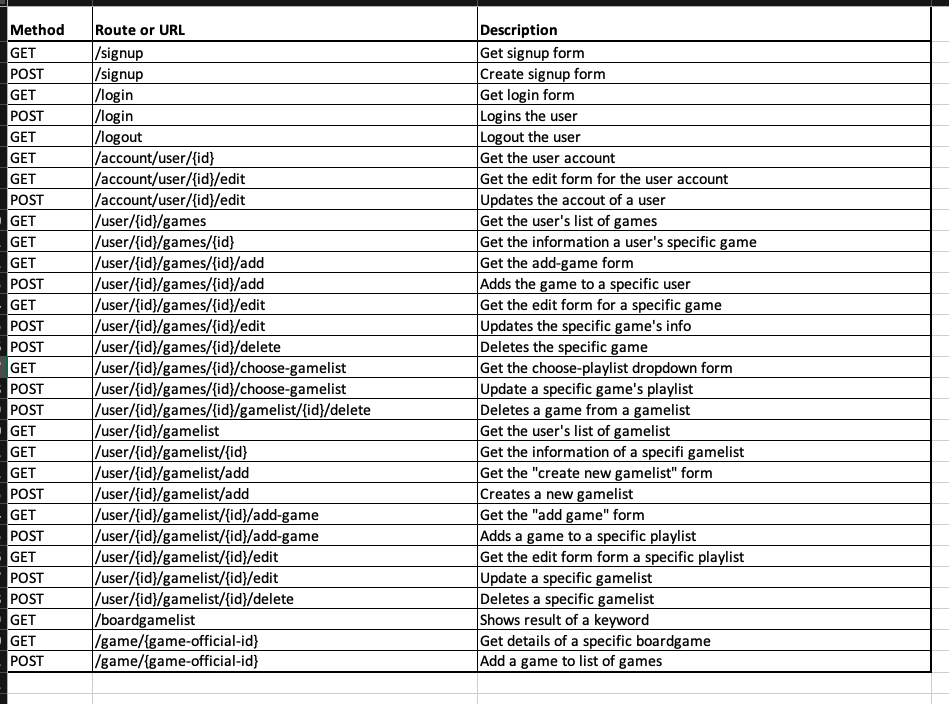 Method Route or URL Description
GET /signup Get signup form
POST /signup Create signup form
GET /login Get login form
POST /login Logins the user
GET /logout Logout the user
GET /account/user/{id} Get the user account
GET /account/user/{id}/edit Get the edit form for the user account
POST /account/user/{id}/edit Updates the accout of a user
GET /user/{id}/games Get the user's list of games
GET /user/{id}/games/{id} Get the information a user's specific game
GET /user/{id}/games/{id}/add Get the add-game form
POST /user/{id}/games/{id}/add Adds the game to a specific user
GET /user/{id}/games/{id}/edit Get the edit form for a specific game
POST /user/{id}/games/{id}/edit Updates the specific game's info
POST /user/{id}/games/{id}/delete Deletes the specific game
GET /user/{id}/games/{id}/choose-gamelist Get the choose-playlist dropdown form
POST /user/{id}/games/{id}/choose-gamelist Update a specific game's playlist
POST /user/{id}/games/{id}/gamelist/{id}/delete Deletes a game from a gamelist
GET /user/{id}/gamelist Get the user's list of gamelist
GET /user/{id}/gamelist/{id} Get the information of a specifi gamelist
GET /user/{id}/gamelist/add Get the "create new gamelist" form
POST /user/{id}/gamelist/add Creates a new gamelist
GET /user/{id}/gamelist/{id}/add-game Get the "add game" form
POST /user/{id}/gamelist/{id}/add-game Adds a game to a specific playlist
GET /user/{id}/gamelist/{id}/edit Get the edit form form a specific playlist
POST /user/{id}/gamelist/{id}/edit Update a specific gamelist
POST /user/{id}/gamelist/{id}/delete Deletes a specific gamelist
GET /boardgamelist Shows result of a keyword
GET /game/{game-official-id} Get details of a specific boardgame
POST /game/{game-official-id} Add a game to list of games